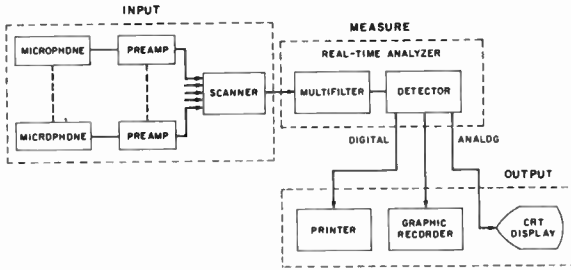 INPUT
MICROPHONE
PREAMP
SCANNER
MICROPHONE
PREAMP
MEASURE
REAL-TIME ANALYZER
MULTIFILTER
DETECTOR
DIGITAL
ANALOG
OUTPUT
PRINTER
GRAPHIC
RECORDER
CRT
DISPLAY